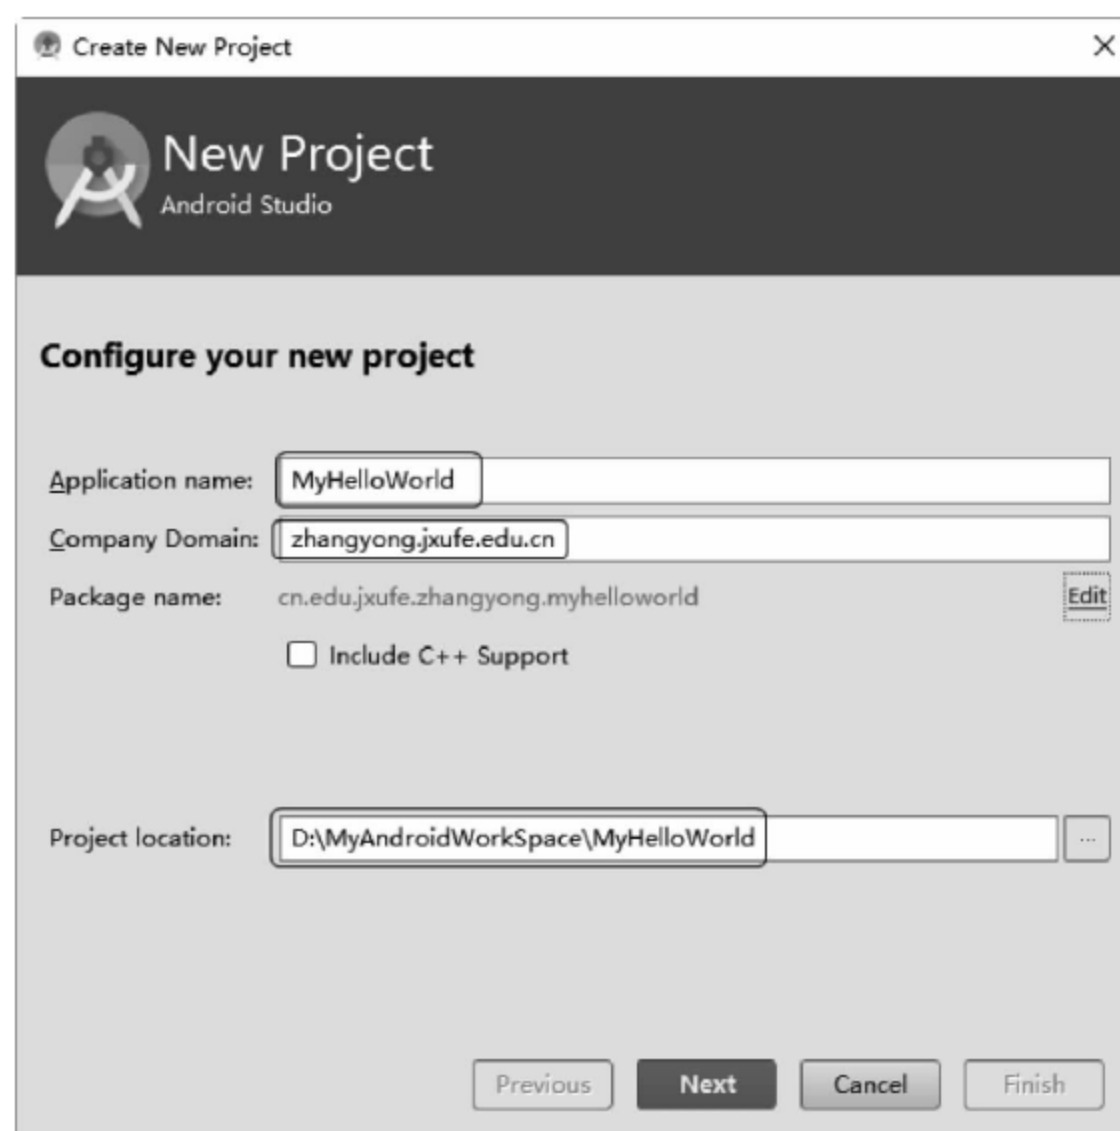 Create New Project
New Project
Android Studio
Configure your new project
Application name: MyHelloWorld
Company Domain: zhangyong.jxufe.edu.cn
Package name: cn.edu.jxufe.zhangyong.myhelloworld Edit
Include C++ Support
Project location: D:\MyAndroidWorkSpace\MyHelloWorld ...
Previous Next Cancel Finish